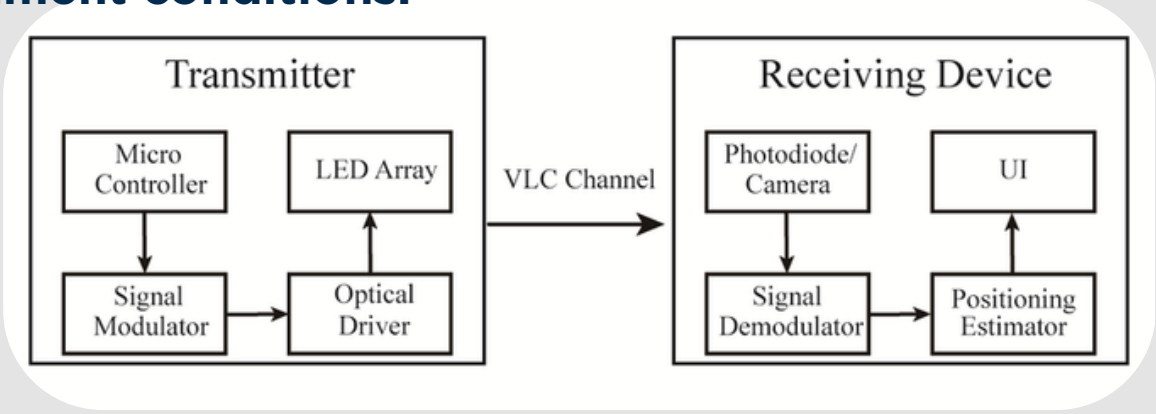 conditions.
Transmitter
Micro
Controller
LED Array
Signal
Modulator
Optical
Driver
VLC Channel
Receiving Device
Photodiode/
Camera
UI
Signal
Demodulator
Positioning
Estimator